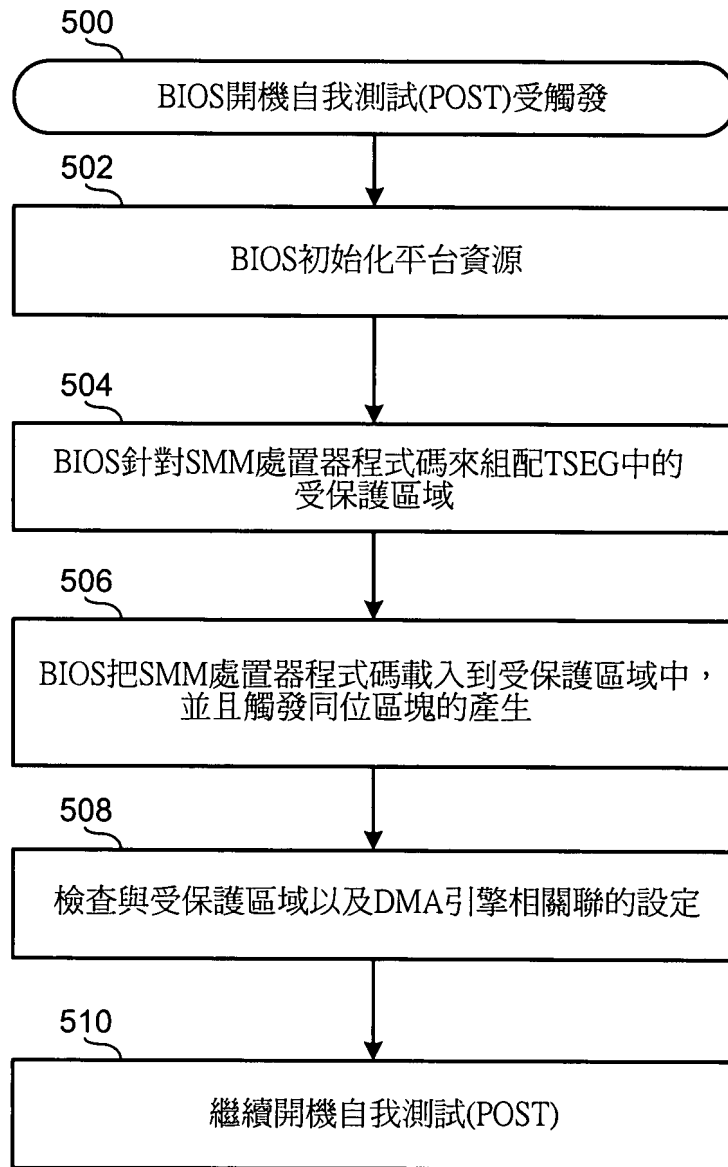 500
BIOS開機自我測試(POST)受觸發
502
BIOS初始化平台資源
504
BIOS針對SMM處置器程式碼來組配TSEG中的
受保護區域
506
BIOS把SMM處置器程式碼載入到受保護區域中，
並且觸發同位區塊的產生
508
檢查與受保護區域以及DMA引擎相關聯的設定
510
繼續開機自我測試(POST)